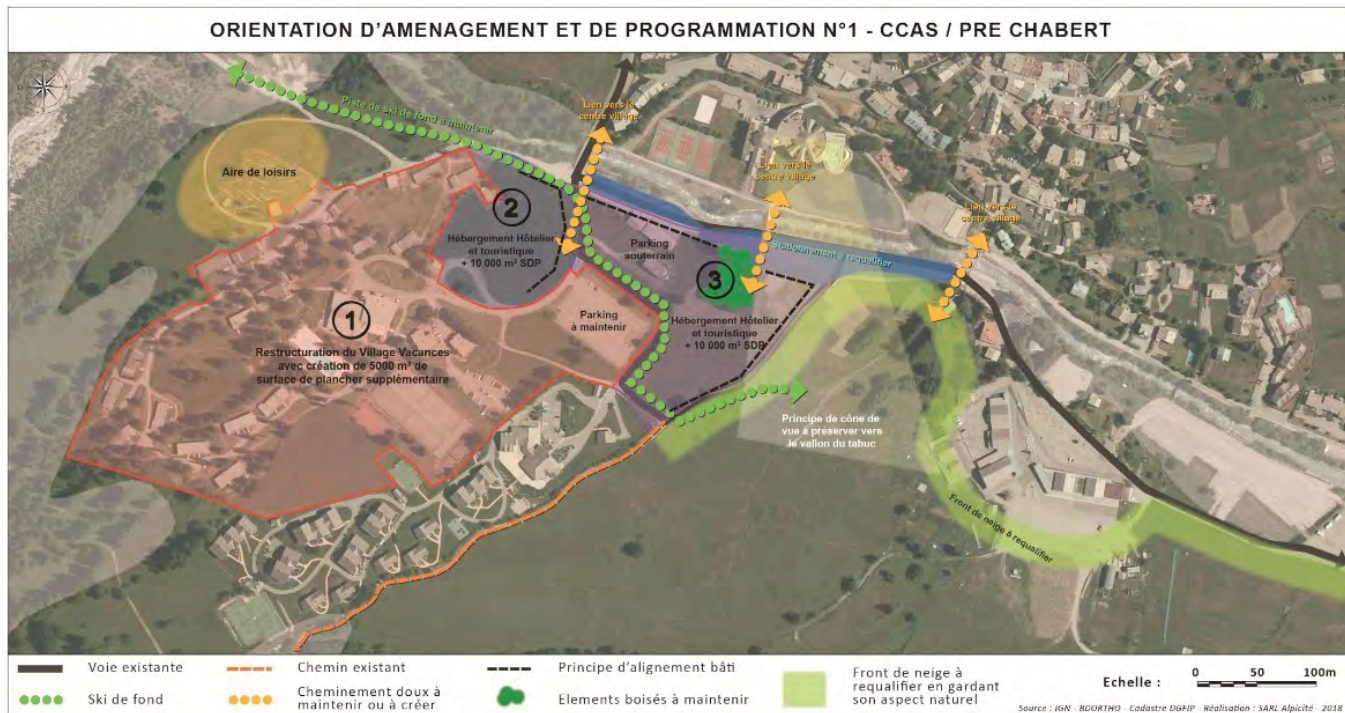 ORIENTATION D'AMENAGEMENT ET DE PROGRAMMATION N°1 - CCAS / PRE CHABERT
Piste de ski de fond à maintenir
Lien vers le
centre village
Lien vers le
centre village
Lien vers le
centre village
Aire de loisirs
2
Hébergement Hôtelier
et touristique
+ 10 000 m² SDP
Parking
souterrain
Stationnement à requalifier
3
Hébergement Hôtelier
et touristique
+ 10 000 m² SDP
1
Restructuration du Village Vacances
avec création de 5000 m² de
surface de plancher supplémentaire
Parking
à maintenir
Principe de cône de
vue à préserver vers
le vallon du tabuc
Front de neige à requalifier
Voie existante
Chemin existant
Principe d'alignement bâti
Front de neige à
requalifier en gardant
son aspect naturel
Ski de fond
Cheminement doux à
maintenir ou à créer
Elements boisés à maintenir
Echelle :
0 50 100m
Source : IGN - BDORTHO - Cadastre DGFIP - Réalisation : SARL Alpicité - 2018